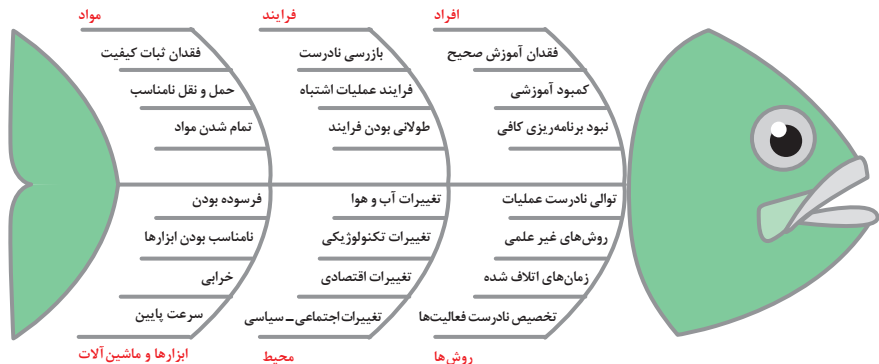 افراد
فقدان آموزش صحیح
کمبود آموزشی
نبود برنامه‌ریزی کافی
فرایند
بازرسی نادرست
فرایند عملیات اشتباه
طولانی بودن فرایند
مواد
فقدان ثبات کیفیت
حمل و نقل نامناسب
تمام شدن مواد
توالی نادرست عملیات
روش‌های غیر علمی
زمان‌های اتلاف شده
تخصیص نادرست فعالیت‌ها
روش‌ها
تغییرات آب و هوا
تغییرات تکنولوژیکی
تغییرات اقتصادی
تغییرات اجتماعی_سیاسی
محیط
فرسوده بودن
نامناسب بودن ابزارها
خرابی
سرعت پایین
ابزارها و ماشین‌آلات